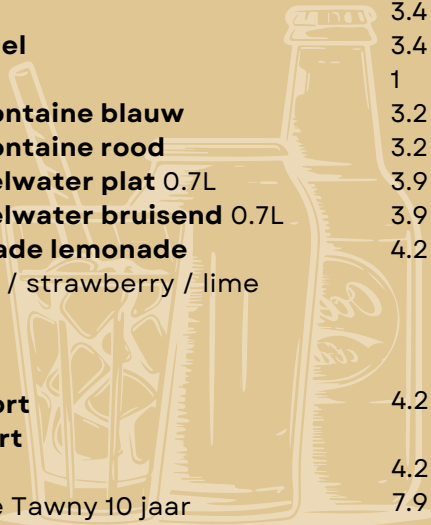 3.4
el 3.4
1
ontaine blauw 3.2
ontaine rood 3.2
elwater plat 0.7L 3.9
elwater bruisend 0.7L 3.9
ade lemonade 4.2
/ strawberry / lime
ort 4.2
rt
4.2
e Tawny 10 jaar 7.9